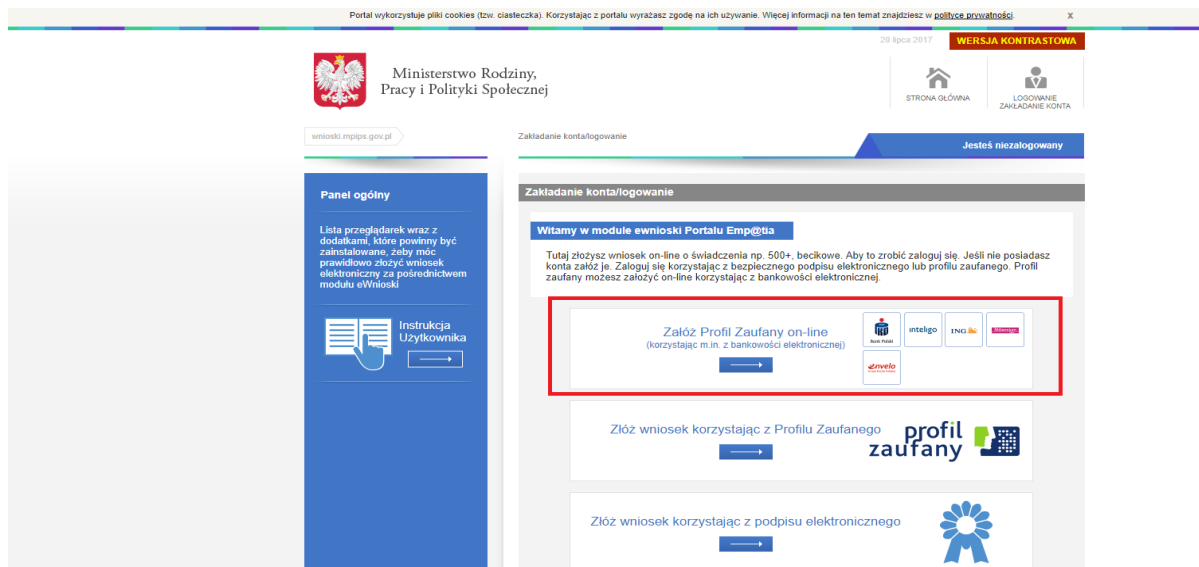 Portal wykorzystuje pliki cookies (tzw. ciasteczka). Korzystając z portalu wyrażasz zgodę na ich używanie. Więcej informacji na ten temat znajdziesz w polityce prywatności. X
20 lipca 2017 WERSJA KONTRASTOWA
Ministerstwo Rodziny,
Pracy i Polityki Społecznej
STRONA GŁÓWNA
LOGOWANIE
ZAKŁADANIE KONTA
wnioski.mpips.gov.pl
Zakładanie konta/logowanie
Jesteś niezalogowany
Panel ogólny
Lista przeglądarek wraz z
dodatkami, które powinny być
zainstalowane, żeby móc
prawidłowo złożyć wniosek
elektroniczny za pośrednictwem
modułu eWnioski
Instrukcja
Użytkownika
Zakładanie konta/logowanie
Witamy w module ewnioski Portalu Emp@tia
Tutaj złożysz wniosek on-line o świadczenia np. 500+, becikowe. Aby to zrobić zaloguj się. Jeśli nie posiadasz
konta załóż je. Zaloguj się korzystając z bezpiecznego podpisu elektronicznego lub profilu zaufanego. Profil
zaufany możesz założyć on-line korzystając z bankowości elektronicznej.
Załóż Profil Zaufany on-line
(korzystając m.in. z bankowości elektronicznej)
Bank Polski
inteligo
ING
Millennium
envelo
Złóż wniosek korzystając z Profilu Zaufanego
profil
zaufany
Złóż wniosek korzystając z podpisu elektronicznego